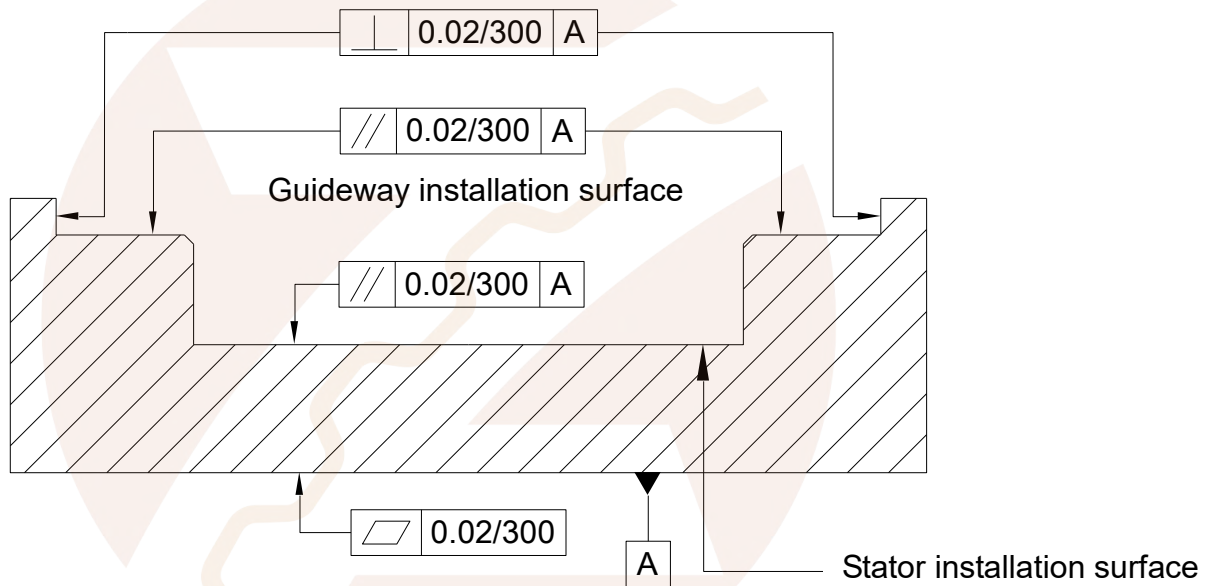 ⊥ 0.02/300 A
// 0.02/300 A
Guideway installation surface
// 0.02/300 A
⏥ 0.02/300
A
Stator installation surface